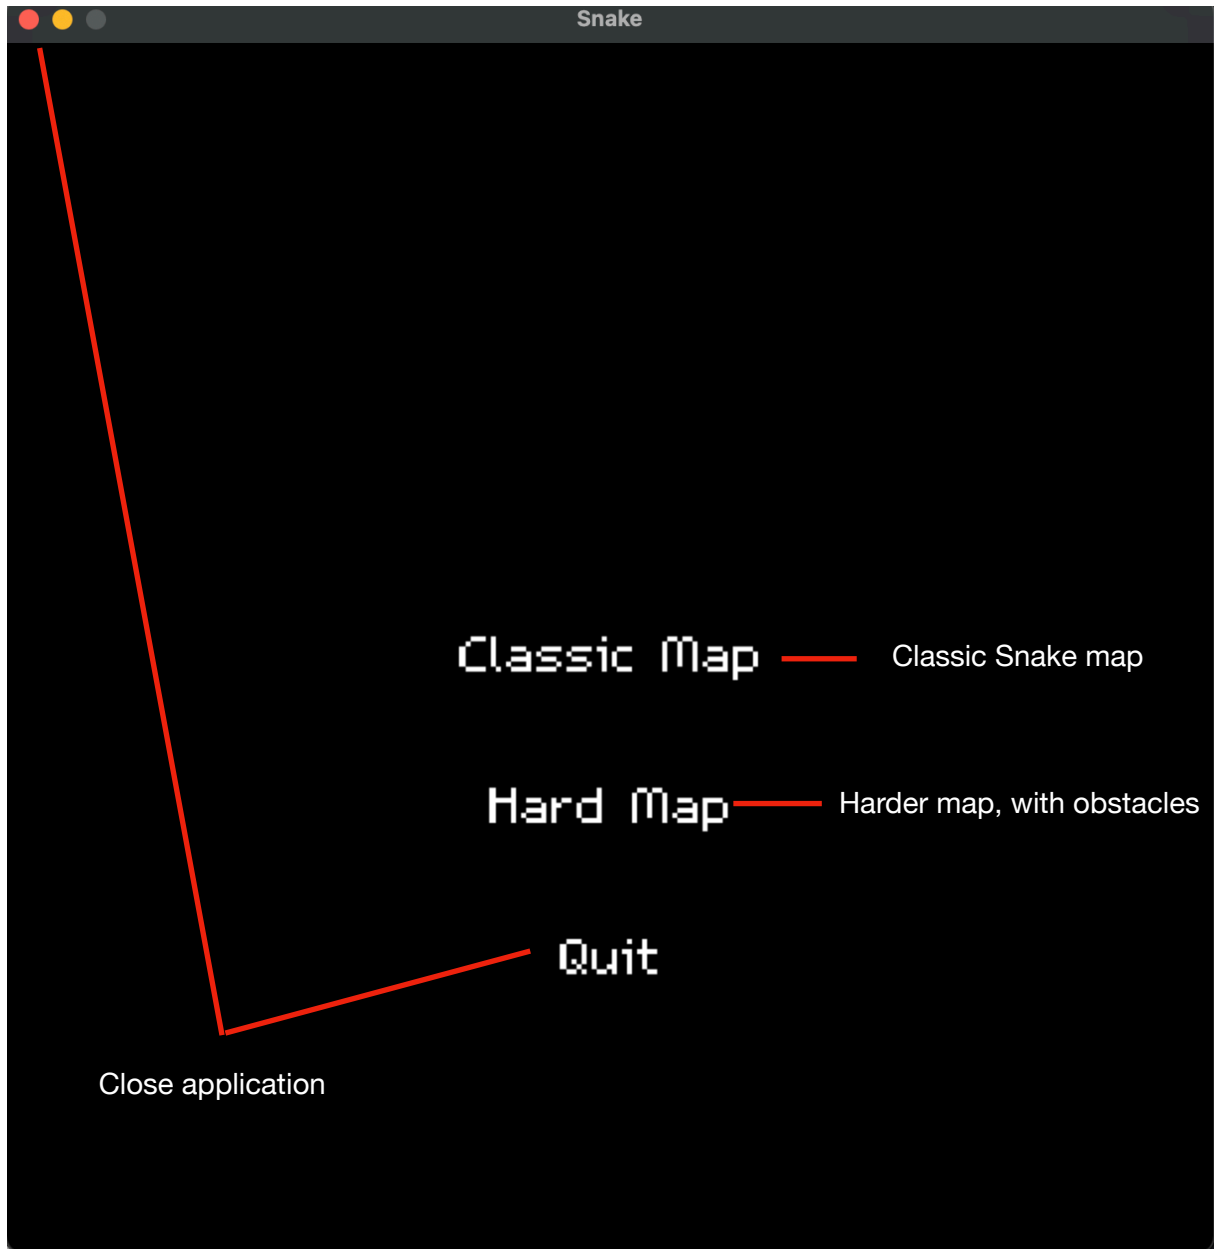 Snake
Classic Map
Classic Snake map
Hard Map
Harder map, with obstacles
Quit
Close application